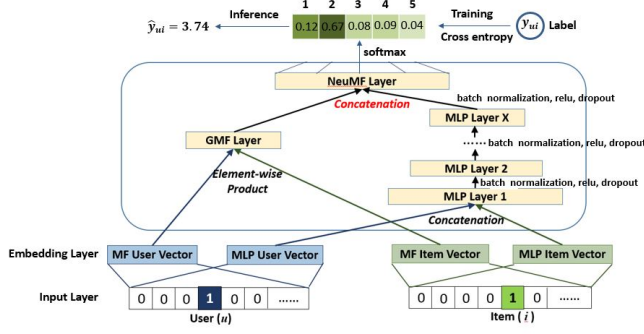 1 2 3 4 5
ŷui = 3.74 Inference 0.12 0.67 0.08 0.09 0.04 Training Cross entropy yui Label
softmax
NeuMF Layer
Concatenation
batch normalization, relu, dropout
MLP Layer X
GMF Layer
...... batch normalization, relu, dropout
Element-wise
Product
MLP Layer 2
batch normalization, relu, dropout
MLP Layer 1
Concatenation
Embedding Layer MF User Vector MLP User Vector MF Item Vector MLP Item Vector
Input Layer 0 0 0 1 0 0 0 ...... 0 0 0 0 1 0 ......
User (u) Item (i)